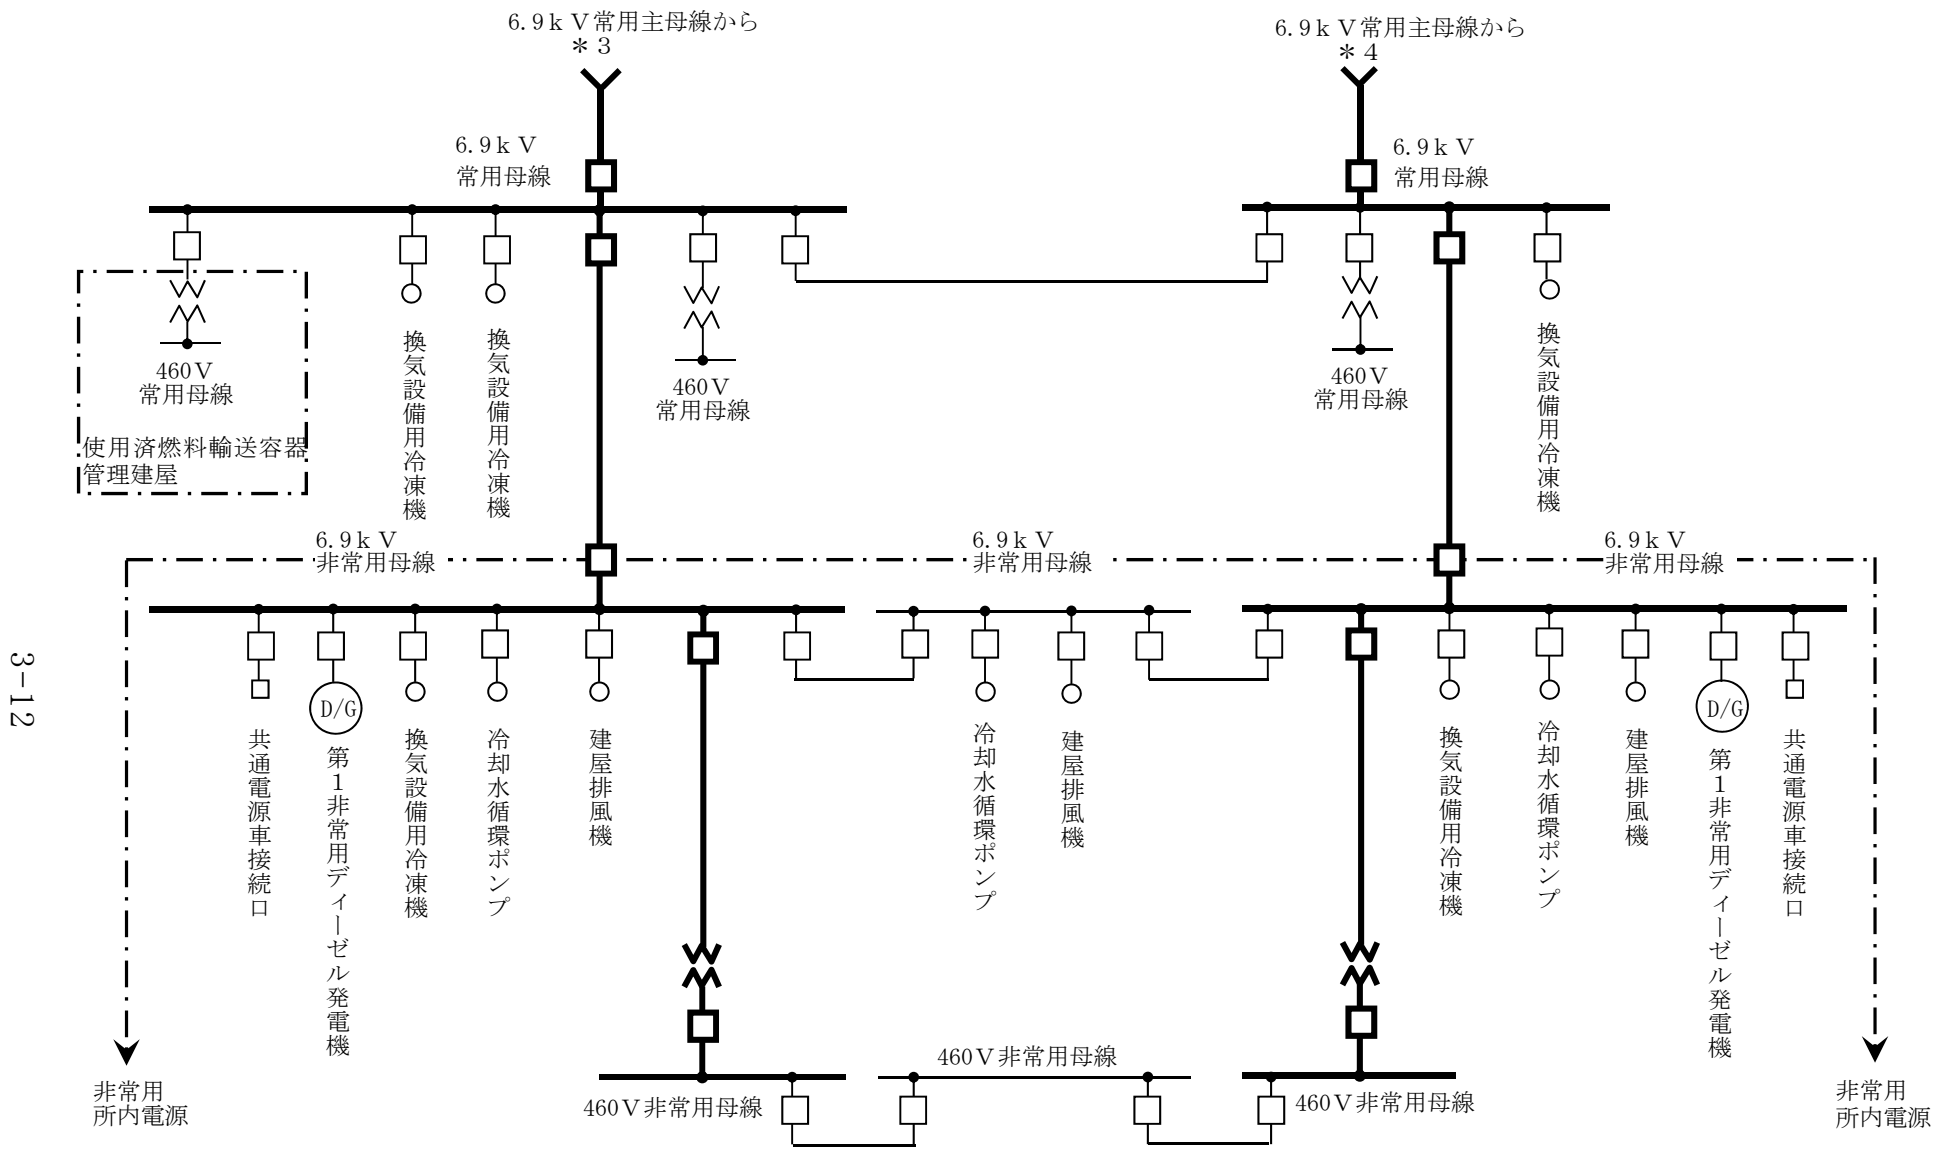 6.9kV常用主母線から
＊3
6.9kV常用主母線から
＊4
6.9kV
常用母線
6.9kV
常用母線
460V
常用母線
使用済燃料輸送容器
管理建屋
換気設備用冷凍機
換気設備用冷凍機
460V
常用母線
460V
常用母線
換気設備用冷凍機
6.9kV
非常用母線
6.9kV
非常用母線
6.9kV
非常用母線
3-12
D/G
D/G
共通電源車接続口
第1非常用ディーゼル発電機
換気設備用冷凍機
冷却水循環ポンプ
建屋排風機
冷却水循環ポンプ
建屋排風機
換気設備用冷凍機
冷却水循環ポンプ
建屋排風機
第1非常用ディーゼル発電機
共通電源車接続口
非常用
所内電源
460V非常用母線
460V非常用母線
460V非常用母線
非常用
所内電源